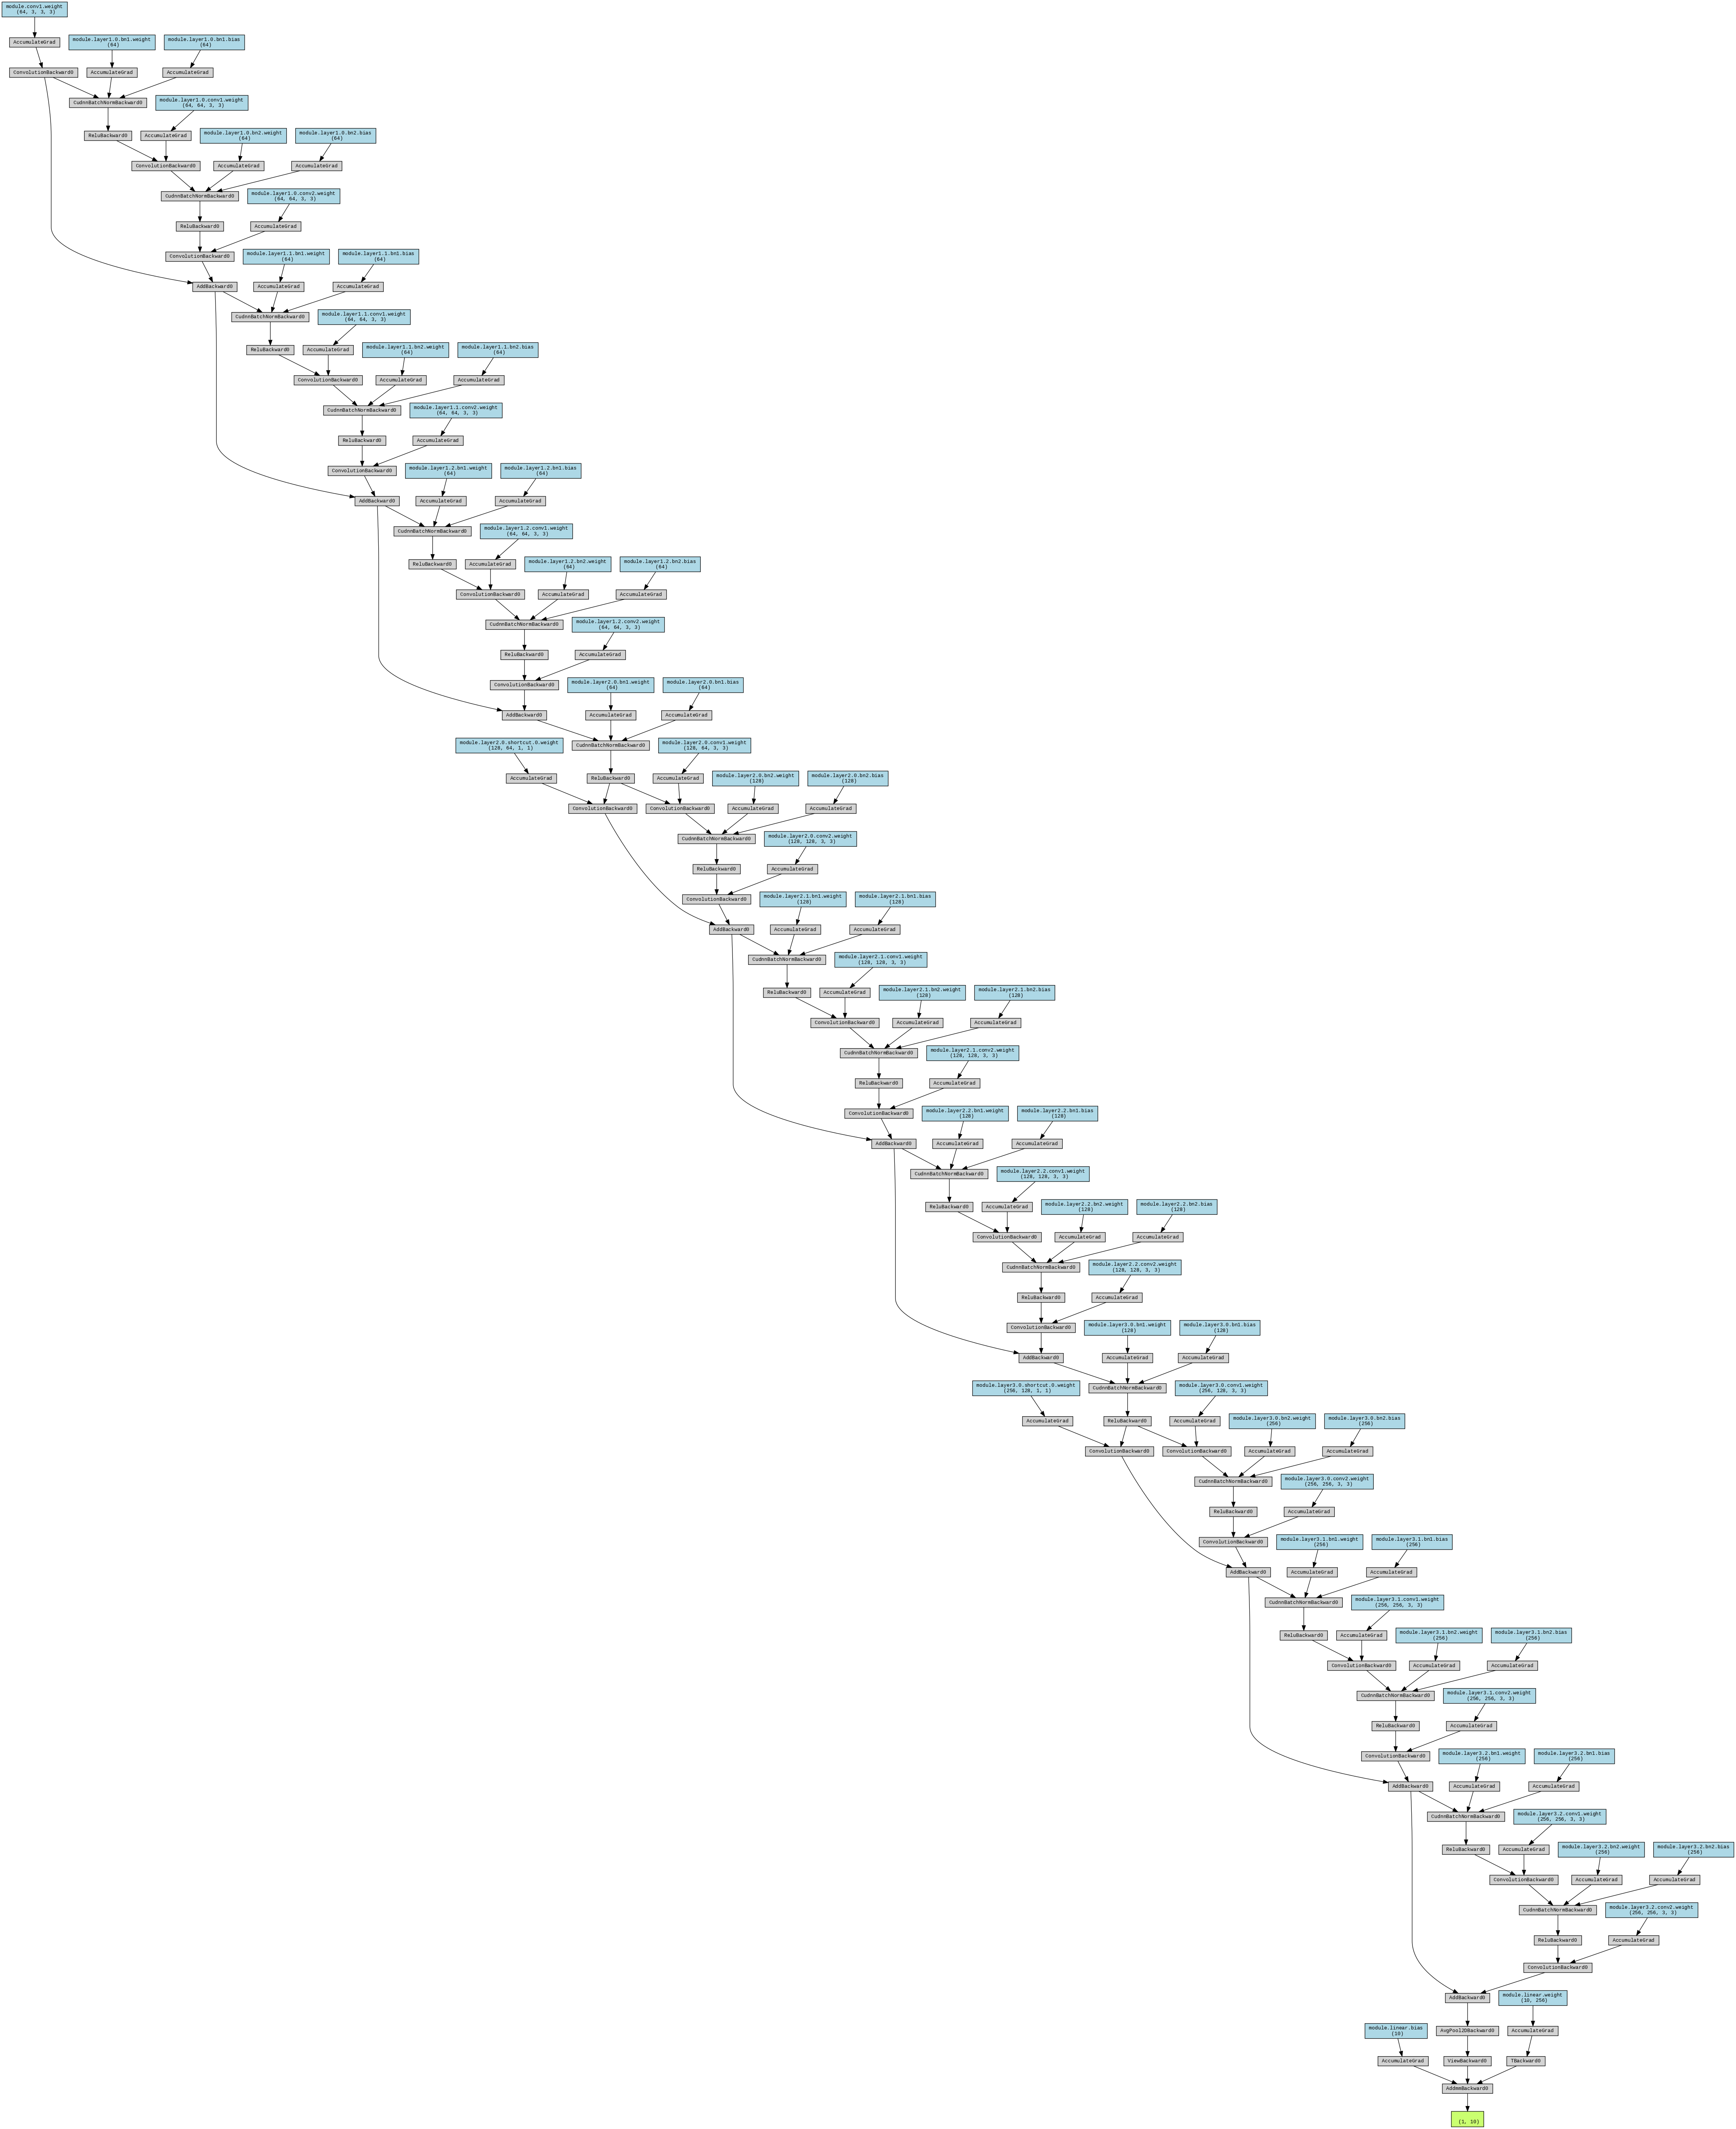 module.conv1.weight
(64, 3, 3, 3)
AccumulateGrad
module.layer1.0.bn1.weight
(64)
module.layer1.0.bn1.bias
(64)
ConvolutionBackward0
AccumulateGrad
AccumulateGrad
CudnnBatchNormBackward0
module.layer1.0.conv1.weight
(64, 64, 3, 3)
ReluBackward0
AccumulateGrad
module.layer1.0.bn2.weight
(64)
module.layer1.0.bn2.bias
(64)
ConvolutionBackward0
AccumulateGrad
AccumulateGrad
CudnnBatchNormBackward0
module.layer1.0.conv2.weight
(64, 64, 3, 3)
ReluBackward0
AccumulateGrad
ConvolutionBackward0
module.layer1.1.bn1.weight
(64)
module.layer1.1.bn1.bias
(64)
AddBackward0
AccumulateGrad
AccumulateGrad
CudnnBatchNormBackward0
module.layer1.1.conv1.weight
(64, 64, 3, 3)
ReluBackward0
AccumulateGrad
module.layer1.1.bn2.weight
(64)
module.layer1.1.bn2.bias
(64)
ConvolutionBackward0
AccumulateGrad
AccumulateGrad
CudnnBatchNormBackward0
module.layer1.1.conv2.weight
(64, 64, 3, 3)
ReluBackward0
AccumulateGrad
ConvolutionBackward0
module.layer1.2.bn1.weight
(64)
module.layer1.2.bn1.bias
(64)
AddBackward0
AccumulateGrad
AccumulateGrad
CudnnBatchNormBackward0
module.layer1.2.conv1.weight
(64, 64, 3, 3)
ReluBackward0
AccumulateGrad
module.layer1.2.bn2.weight
(64)
module.layer1.2.bn2.bias
(64)
ConvolutionBackward0
AccumulateGrad
AccumulateGrad
CudnnBatchNormBackward0
module.layer1.2.conv2.weight
(64, 64, 3, 3)
ReluBackward0
AccumulateGrad
ConvolutionBackward0
module.layer2.0.bn1.weight
(64)
module.layer2.0.bn1.bias
(64)
AddBackward0
AccumulateGrad
AccumulateGrad
module.layer2.0.shortcut.0.weight
(128, 64, 1, 1)
CudnnBatchNormBackward0
module.layer2.0.conv1.weight
(128, 64, 3, 3)
AccumulateGrad
ReluBackward0
AccumulateGrad
module.layer2.0.bn2.weight
(128)
module.layer2.0.bn2.bias
(128)
ConvolutionBackward0
ConvolutionBackward0
AccumulateGrad
AccumulateGrad
CudnnBatchNormBackward0
module.layer2.0.conv2.weight
(128, 128, 3, 3)
ReluBackward0
AccumulateGrad
ConvolutionBackward0
module.layer2.1.bn1.weight
(128)
module.layer2.1.bn1.bias
(128)
AddBackward0
AccumulateGrad
AccumulateGrad
CudnnBatchNormBackward0
module.layer2.1.conv1.weight
(128, 128, 3, 3)
ReluBackward0
AccumulateGrad
module.layer2.1.bn2.weight
(128)
module.layer2.1.bn2.bias
(128)
ConvolutionBackward0
AccumulateGrad
AccumulateGrad
CudnnBatchNormBackward0
module.layer2.1.conv2.weight
(128, 128, 3, 3)
ReluBackward0
AccumulateGrad
ConvolutionBackward0
module.layer2.2.bn1.weight
(128)
module.layer2.2.bn1.bias
(128)
AddBackward0
AccumulateGrad
AccumulateGrad
CudnnBatchNormBackward0
module.layer2.2.conv1.weight
(128, 128, 3, 3)
ReluBackward0
AccumulateGrad
module.layer2.2.bn2.weight
(128)
module.layer2.2.bn2.bias
(128)
ConvolutionBackward0
AccumulateGrad
AccumulateGrad
CudnnBatchNormBackward0
module.layer2.2.conv2.weight
(128, 128, 3, 3)
ReluBackward0
AccumulateGrad
ConvolutionBackward0
module.layer3.0.bn1.weight
(128)
module.layer3.0.bn1.bias
(128)
AddBackward0
AccumulateGrad
AccumulateGrad
module.layer3.0.shortcut.0.weight
(256, 128, 1, 1)
CudnnBatchNormBackward0
module.layer3.0.conv1.weight
(256, 128, 3, 3)
AccumulateGrad
ReluBackward0
AccumulateGrad
module.layer3.0.bn2.weight
(256)
module.layer3.0.bn2.bias
(256)
ConvolutionBackward0
ConvolutionBackward0
AccumulateGrad
AccumulateGrad
CudnnBatchNormBackward0
module.layer3.0.conv2.weight
(256, 256, 3, 3)
ReluBackward0
AccumulateGrad
ConvolutionBackward0
module.layer3.1.bn1.weight
(256)
module.layer3.1.bn1.bias
(256)
AddBackward0
AccumulateGrad
AccumulateGrad
CudnnBatchNormBackward0
module.layer3.1.conv1.weight
(256, 256, 3, 3)
ReluBackward0
AccumulateGrad
module.layer3.1.bn2.weight
(256)
module.layer3.1.bn2.bias
(256)
ConvolutionBackward0
AccumulateGrad
AccumulateGrad
CudnnBatchNormBackward0
module.layer3.1.conv2.weight
(256, 256, 3, 3)
ReluBackward0
AccumulateGrad
ConvolutionBackward0
module.layer3.2.bn1.weight
(256)
module.layer3.2.bn1.bias
(256)
AddBackward0
AccumulateGrad
AccumulateGrad
CudnnBatchNormBackward0
module.layer3.2.conv1.weight
(256, 256, 3, 3)
ReluBackward0
AccumulateGrad
module.layer3.2.bn2.weight
(256)
module.layer3.2.bn2.bias
(256)
ConvolutionBackward0
AccumulateGrad
AccumulateGrad
CudnnBatchNormBackward0
module.layer3.2.conv2.weight
(256, 256, 3, 3)
ReluBackward0
AccumulateGrad
ConvolutionBackward0
AddBackward0
module.linear.weight
(10, 256)
module.linear.bias
(10)
AvgPool2DBackward0
AccumulateGrad
AccumulateGrad
ViewBackward0
TBackward0
AddmmBackward0
(1, 10)